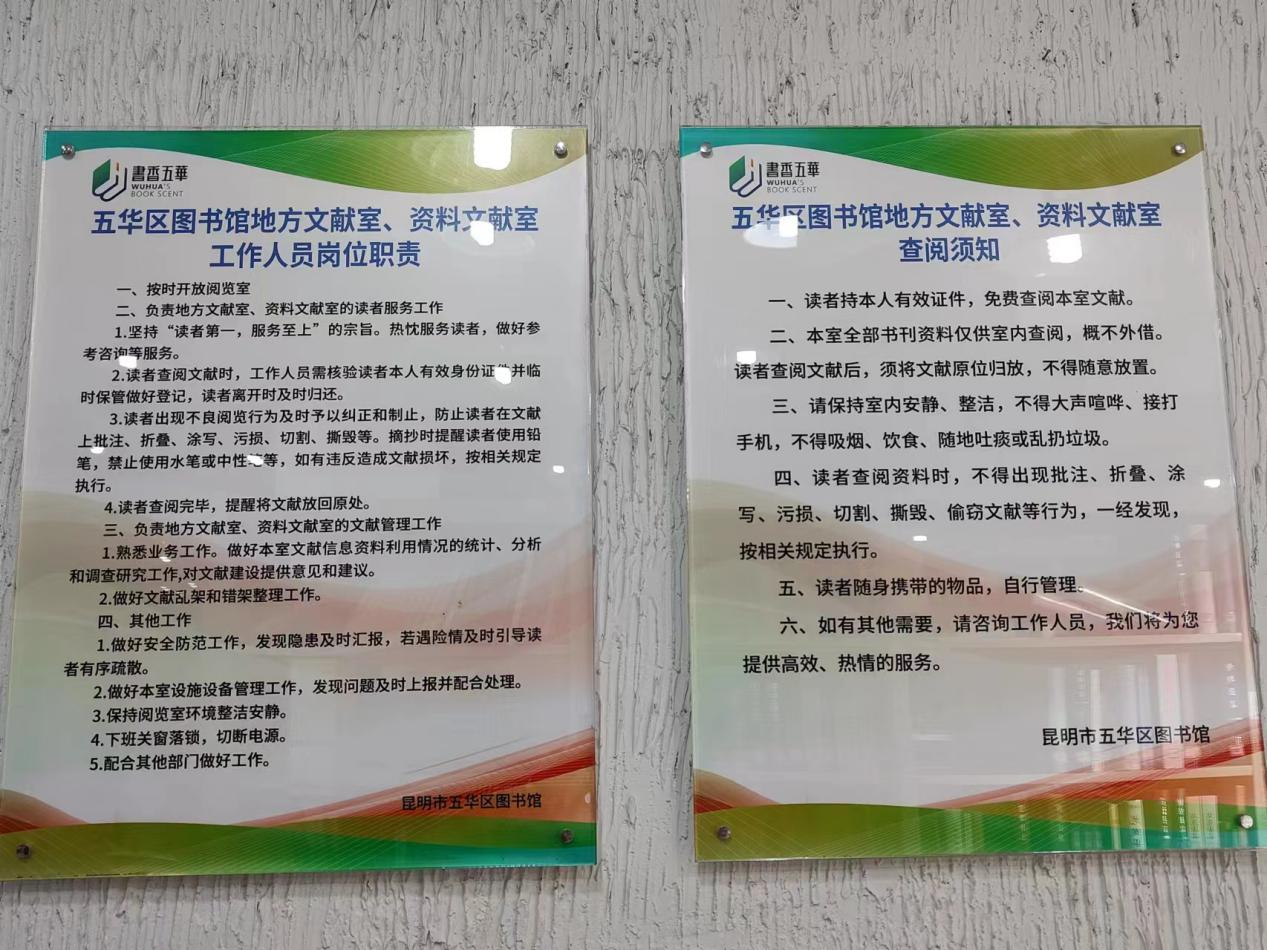 書香五華
WUHUA'S
BOOK SCENT
五华区图书馆地方文献室、资料文献室
工作人员岗位职责
一、按时开放阅览室
二、负责地方文献室、资料文献室的读者服务工作
1.坚持“读者第一，服务至上”的宗旨。热忱服务读者，做好参
考咨询等服务。
2.读者查阅文献时，工作人员需核验读者本人有效身份证件并临
时保管做好登记，读者离开时及时归还。
3.读者出现不良阅览行为及时予以纠正和制止，防止读者在文献
上批注、折叠、涂写、污损、切割、撕毁等。摘抄时提醒读者使用铅
笔，禁止使用水笔或中性笔等，如有违反造成文献损坏，按相关规定
执行。
4.读者查阅完毕，提醒将文献放回原处。
三、负责地方文献室、资料文献室的文献管理工作
1.熟悉业务工作。做好本室文献信息资料利用情况的统计、分析
和调查研究工作,对文献建设提供意见和建议。
2.做好文献乱架和错架整理工作。
四、其他工作
1.做好安全防范工作，发现隐患及时汇报，若遇险情及时引导读
者有序疏散。
2.做好本室设施设备管理工作，发现问题及时上报并配合处理。
3.保持阅览室环境整洁安静。
4.下班关窗落锁，切断电源。
5.配合其他部门做好工作。
昆明市五华区图书馆
書香五華
WUHUA'S
BOOK SCENT
五华区图书馆地方文献室、资料文献室
查阅须知
一、读者持本人有效证件，免费查阅本室文献。
二、本室全部书刊资料仅供室内查阅，概不外借。
读者查阅文献后，须将文献原位归放，不得随意放置。
三、请保持室内安静、整洁，不得大声喧哗、接打
手机，不得吸烟、饮食、随地吐痰或乱扔垃圾。
四、读者查阅资料时，不得出现批注、折叠、涂
写、污损、切割、撕毁、偷窃文献等行为，一经发现，
按相关规定执行。
五、读者随身携带的物品，自行管理。
六、如有其他需要，请咨询工作人员，我们将为您
提供高效、热情的服务。
昆明市五华区图书馆